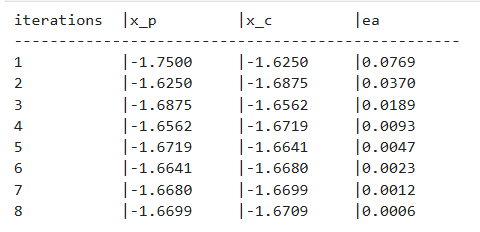 iterations |x_p |x_c |ea
------------------------------------------------
1 |-1.7500 |-1.6250 |0.0769
2 |-1.6250 |-1.6875 |0.0370
3 |-1.6875 |-1.6562 |0.0189
4 |-1.6562 |-1.6719 |0.0093
5 |-1.6719 |-1.6641 |0.0047
6 |-1.6641 |-1.6680 |0.0023
7 |-1.6680 |-1.6699 |0.0012
8 |-1.6699 |-1.6709 |0.0006